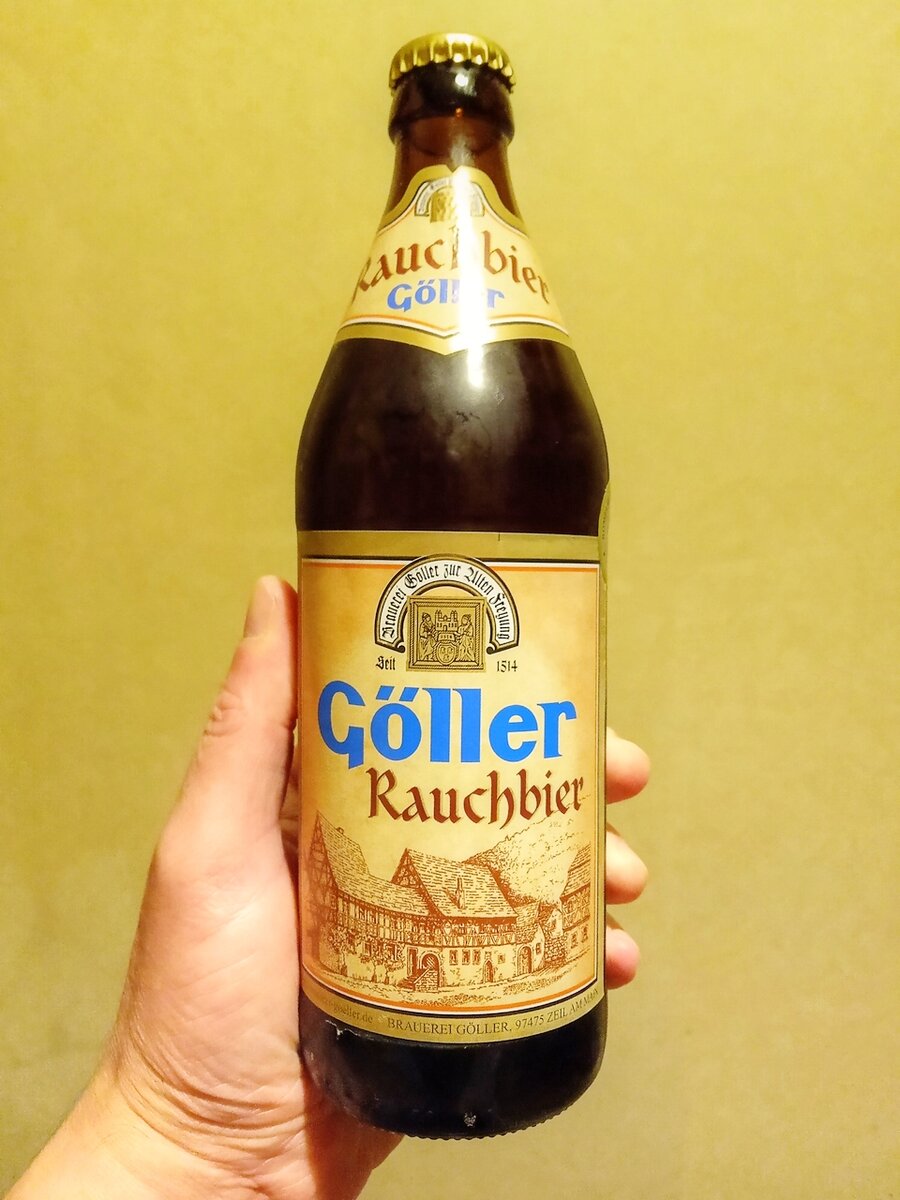 Rauchbier
Göller
Brauerei Göller zur Alten Freyung
Seit 1514
Göller
Rauchbier
BRAUEREI GÖLLER, 97475 ZEIL AM MAIN